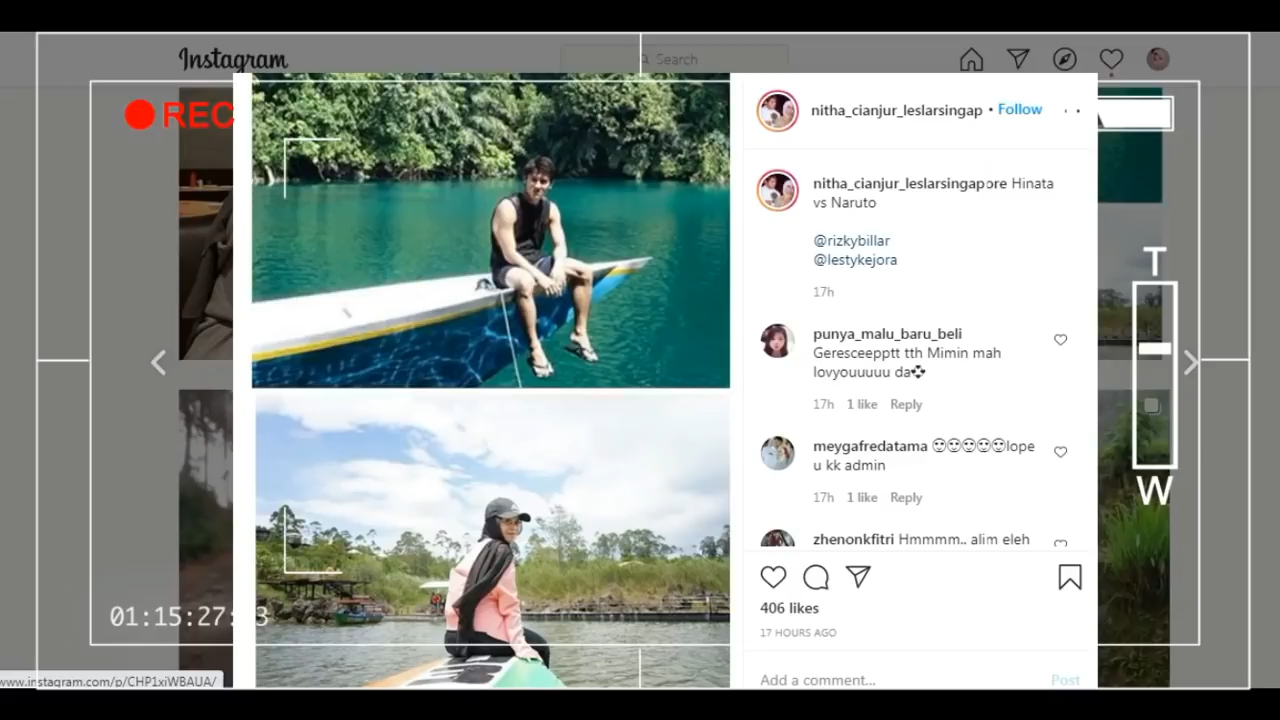 Instagram
Search
REC
nitha_cianjur_leslarsingap • Follow
nitha_cianjur_leslarsingapore Hinata
vs Naruto
@rizkybillar
@lestykejora
17h
punya_malu_baru_beli
Geresceepptt tth Mimin mah
lovyouuuuu da
17h 1 like Reply
meygafredatama 😍😍😍😍😍lope
u kk admin
17h 1 like Reply
zhenonkfitri Hmmmm.. alim eleh
406 likes
17 HOURS AGO
Add a comment... Post
T
W
01:15:27:
www.instagram.com/p/CHP1xiWBAUA/